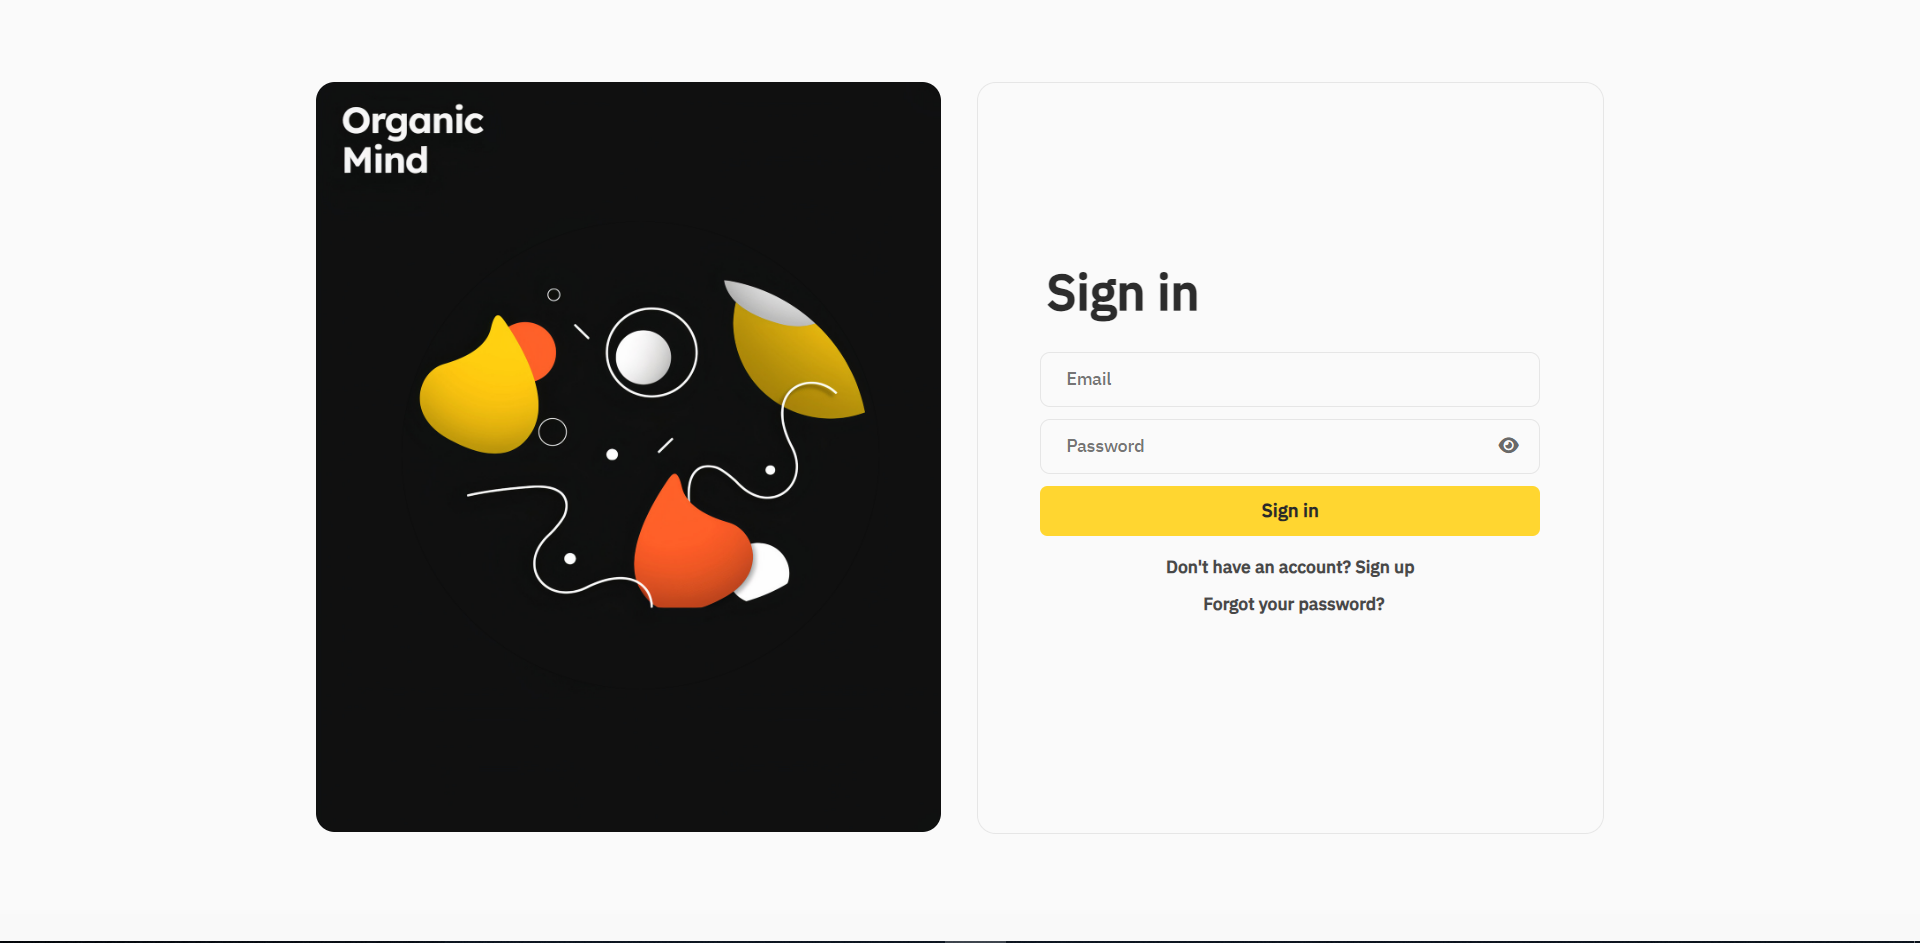 Organic
Mind
Sign in
Email
Password
Sign in
Don't have an account? Sign up
Forgot your password?